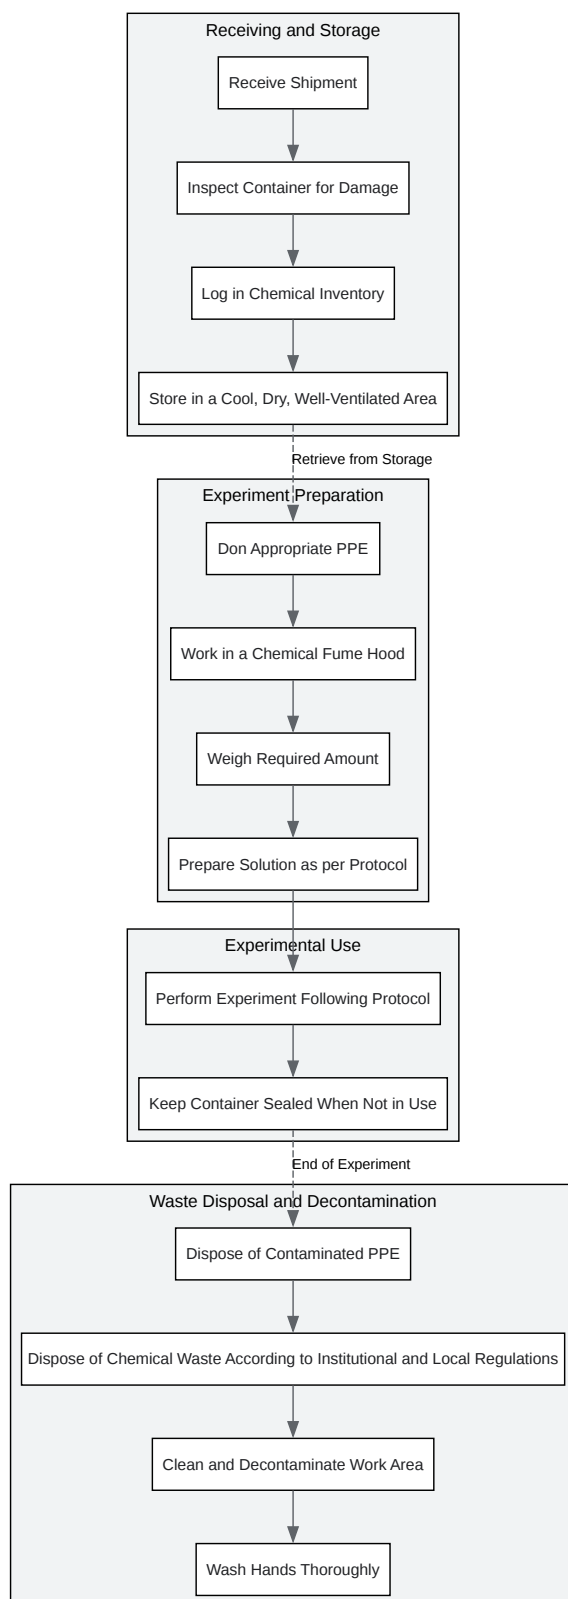 Receiving and Storage
Receive Shipment
Inspect Container for Damage
Log in Chemical Inventory
Store in a Cool, Dry, Well-Ventilated Area
Retrieve from Storage
Experiment Preparation
Don Appropriate PPE
Work in a Chemical Fume Hood
Weigh Required Amount
Prepare Solution as per Protocol
Experimental Use
Perform Experiment Following Protocol
Keep Container Sealed When Not in Use
End of Experiment
Waste Disposal and Decontamination
Dispose of Contaminated PPE
Dispose of Chemical Waste According to Institutional and Local Regulations
Clean and Decontaminate Work Area
Wash Hands Thoroughly